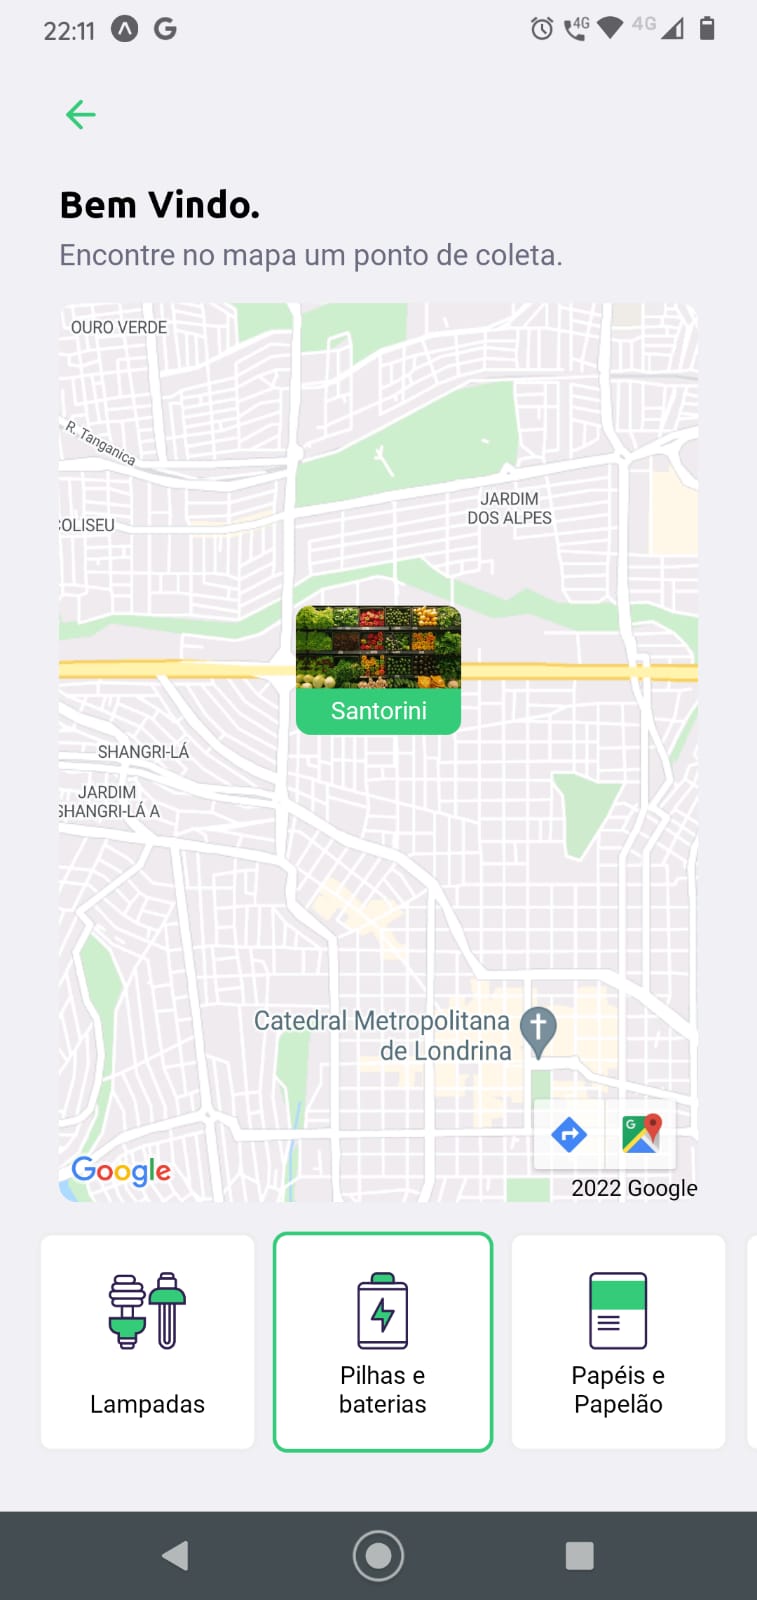 22:11
4G
4G
Bem Vindo.
Encontre no mapa um ponto de coleta.
OURO VERDE
R. Tanganica
JARDIM
DOS ALPES
COLISEU
Santorini
SHANGRI-LÁ
JARDIM
SHANGRI-LÁ A
Catedral Metropolitana
de Londrina
Google
2022 Google
Lampadas
Pilhas e
baterias
Papéis e
Papelão